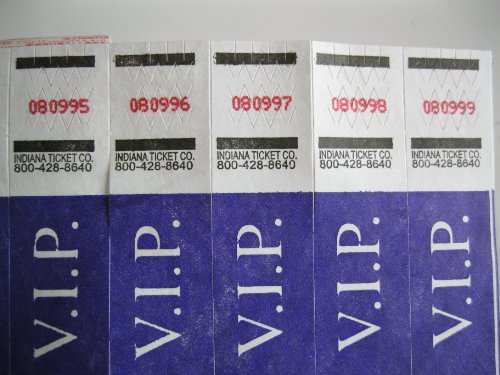 080995 080996 080997 080998 080999
INDIANA TICKET CO. INDIANA TICKET CO. INDIANA TICKET CO. INDIANA TICKET CO. INDIANA TICKET CO.
800-428-8640 800-428-8640 800-428-8640 800-428-8640 800-428-8640
V.I.P. V.I.P. V.I.P. V.I.P. V.I.P.